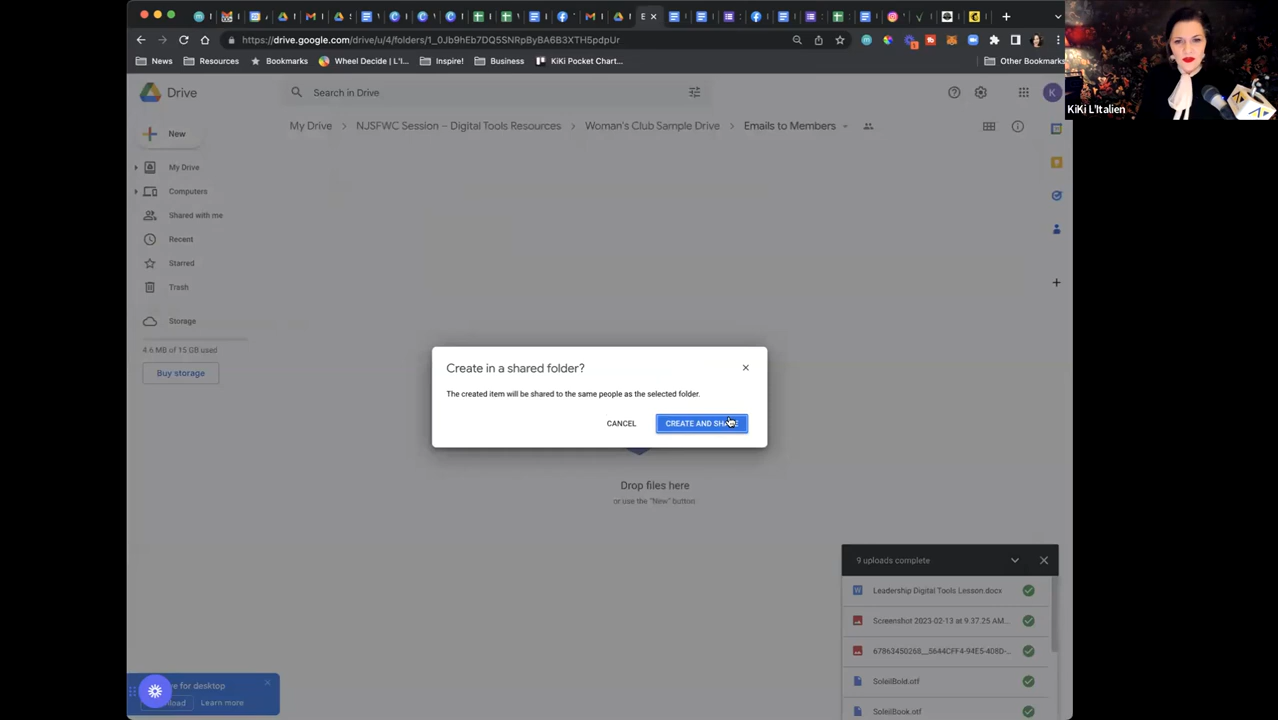 E
https://drive.google.com/drive/u/4/folders/1_0Jb9hEb7DQ5SNRpByBA6B3XTH5pdpUr
News
Resources
Bookmarks
Wheel Decide | L'I...
Inspire!
Business
KiKi Pocket Chart...
Other Bookmarks
KiKi L'Italien
Drive
Search in Drive
K
My Drive
NJSFWC Session – Digital Tools Resources
Woman's Club Sample Drive
Emails to Members
New
My Drive
Computers
Shared with me
Recent
Starred
Trash
Storage
4.6 MB of 15 GB used
Buy storage
Create in a shared folder?
The created item will be shared to the same people as the selected folder.
CANCEL
CREATE AND
Drop files here
or use the "New" button
9 uploads complete
Leadership Digital Tools Lesson.docx
Screenshot 2023-02-13 at 9.37.25 AM...
67863450268__5644CFF4-94E5-408D-...
SoleilBold.otf
SoleilBook.otf
for desktop
Learn more